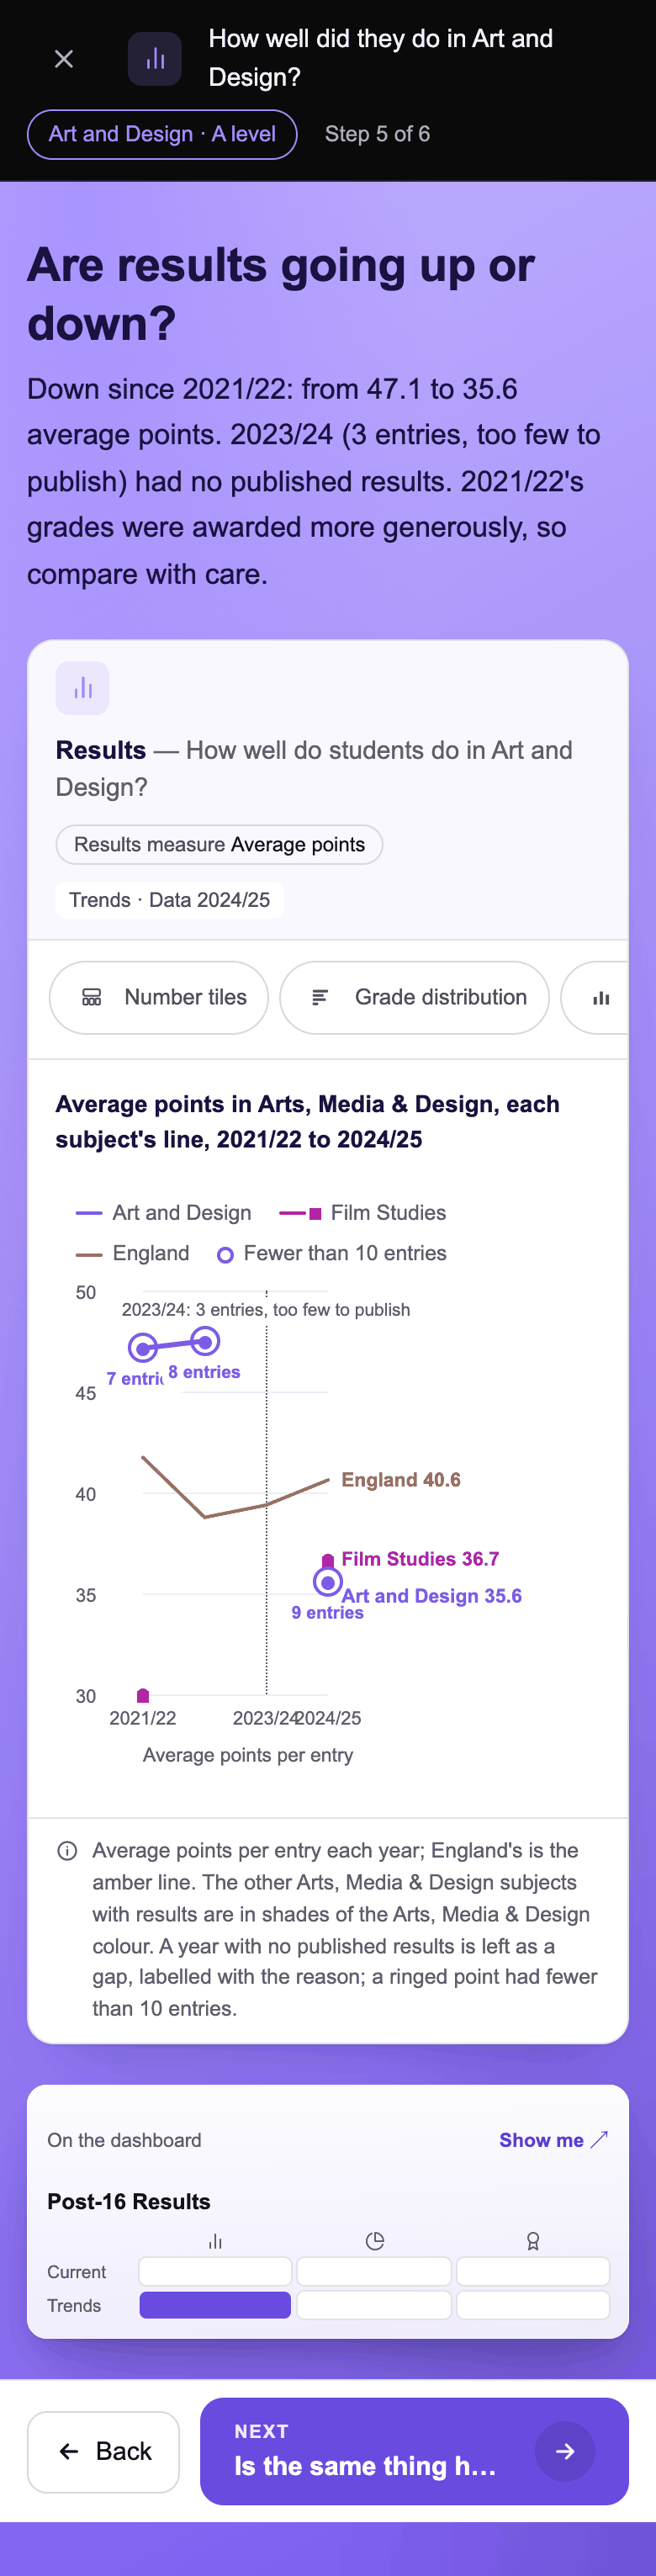 How well did they do in Art and
Design?
Art and Design · A level
Step 5 of 6
Are results going up or
down?
Down since 2021/22: from 47.1 to 35.6
average points. 2023/24 (3 entries, too few to
publish) had no published results. 2021/22's
grades were awarded more generously, so
compare with care.
Results — How well do students do in Art and
Design?
Results measure Average points
Trends · Data 2024/25
Number tiles
Grade distribution
Average points in Arts, Media & Design, each
subject's line, 2021/22 to 2024/25
Art and Design
Film Studies
England
Fewer than 10 entries
50
2023/24: 3 entries, too few to publish
7 entri
8 entries
45
40
England 40.6
Film Studies 36.7
35
Art and Design 35.6
9 entries
30
2021/22
2023/24
2024/25
Average points per entry
Average points per entry each year; England's is the
amber line. The other Arts, Media & Design subjects
with results are in shades of the Arts, Media & Design
colour. A year with no published results is left as a
gap, labelled with the reason; a ringed point had fewer
than 10 entries.
On the dashboard
Show me
Post-16 Results
Current
Trends
Back
NEXT
Is the same thing h...